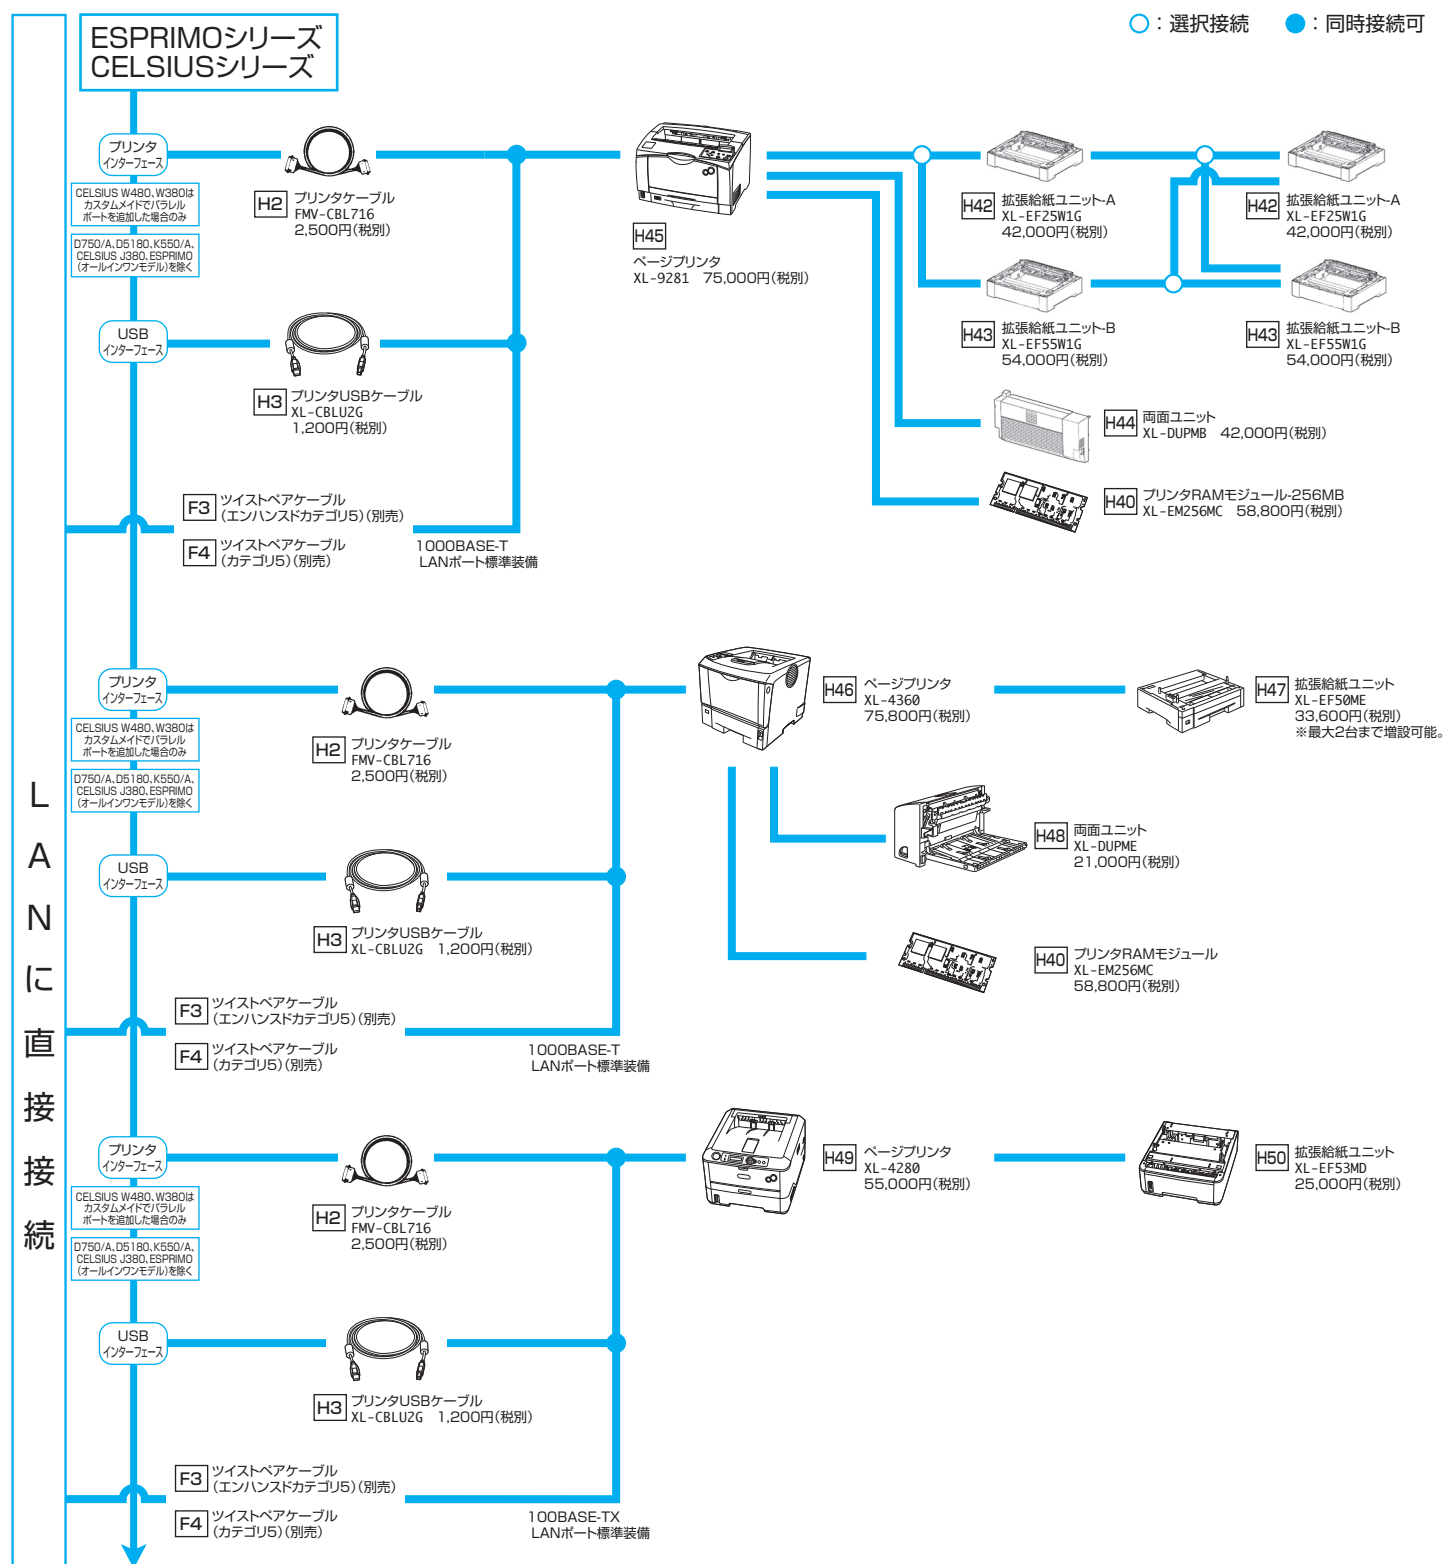 ESPRIMOシリーズ
CELSIUSシリーズ
○：選択接続　●：同時接続可
プリンタ
インターフェース
CELSIUS W480、W380は
カスタムメイドでパラレル
ポートを追加した場合のみ
D750/A、D5180、K550/A、
CELSIUS J380、ESPRIMO
(オールインワンモデル)を除く
H2 プリンタケーブル
FMV-CBL716
2,500円(税別)
USB
インターフェース
H3 プリンタUSBケーブル
XL-CBLU2G
1,200円(税別)
F3 ツイストペアケーブル
(エンハンスドカテゴリ5)(別売)
F4 ツイストペアケーブル
(カテゴリ5)(別売)
1000BASE-T
LANポート標準装備
H45
ページプリンタ
XL-9281　75,000円(税別)
H42 拡張給紙ユニット-A
XL-EF25W1G
42,000円(税別)
H42 拡張給紙ユニット-A
XL-EF25W1G
42,000円(税別)
H43 拡張給紙ユニット-B
XL-EF55W1G
54,000円(税別)
H43 拡張給紙ユニット-B
XL-EF55W1G
54,000円(税別)
H44 両面ユニット
XL-DUPMB　42,000円(税別)
H40 プリンタRAMモジュール-256MB
XL-EM256MC　58,800円(税別)
プリンタ
インターフェース
CELSIUS W480、W380は
カスタムメイドでパラレル
ポートを追加した場合のみ
D750/A、D5180、K550/A、
CELSIUS J380、ESPRIMO
(オールインワンモデル)を除く
H2 プリンタケーブル
FMV-CBL716
2,500円(税別)
USB
インターフェース
H3 プリンタUSBケーブル
XL-CBLU2G　1,200円(税別)
F3 ツイストペアケーブル
(エンハンスドカテゴリ5)(別売)
F4 ツイストペアケーブル
(カテゴリ5)(別売)
1000BASE-T
LANポート標準装備
H46 ページプリンタ
XL-4360
75,800円(税別)
H47 拡張給紙ユニット
XL-EF50ME
33,600円(税別)
※最大2台まで増設可能。
H48 両面ユニット
XL-DUPME
21,000円(税別)
H40 プリンタRAMモジュール
XL-EM256MC
58,800円(税別)
プリンタ
インターフェース
CELSIUS W480、W380は
カスタムメイドでパラレル
ポートを追加した場合のみ
D750/A、D5180、K550/A、
CELSIUS J380、ESPRIMO
(オールインワンモデル)を除く
H2 プリンタケーブル
FMV-CBL716
2,500円(税別)
USB
インターフェース
H3 プリンタUSBケーブル
XL-CBLU2G　1,200円(税別)
F3 ツイストペアケーブル
(エンハンスドカテゴリ5)(別売)
F4 ツイストペアケーブル
(カテゴリ5)(別売)
100BASE-TX
LANポート標準装備
H49 ページプリンタ
XL-4280
55,000円(税別)
H50 拡張給紙ユニット
XL-EF53MD
25,000円(税別)
LANに直接接続